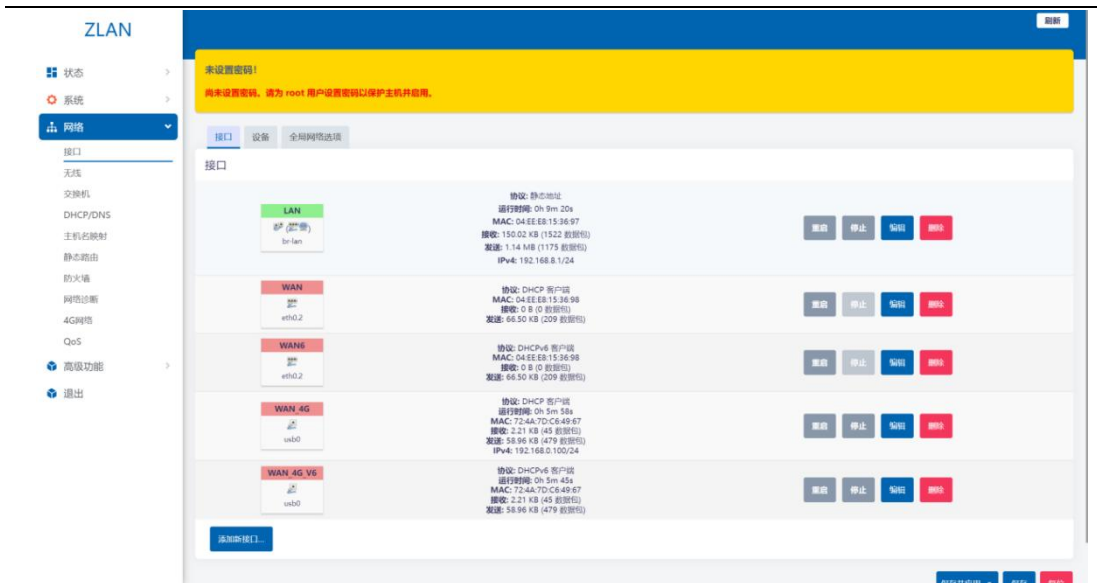 ZLAN
刷新
状态
系统
网络
接口
无线
交换机
DHCP/DNS
主机名映射
静态路由
防火墙
网络诊断
4G网络
QoS
高级功能
退出
未设置密码!
尚未设置密码。请为 root 用户设置密码以保护主机并启用。
接口 设备 全局网络选项
接口
LAN
br-lan
协议: 静态地址
运行时间: 0h 9m 20s
MAC: 04:EE:E8:15:36:97
接收: 150.02 KB (1522 数据包)
发送: 1.14 MB (1175 数据包)
IPv4: 192.168.8.1/24
重启 停止 编辑 删除
WAN
eth0.2
协议: DHCP 客户端
MAC: 04:EE:E8:15:36:98
接收: 0 B (0 数据包)
发送: 66.50 KB (209 数据包)
重启 停止 编辑 删除
WAN6
eth0.2
协议: DHCPv6 客户端
MAC: 04:EE:E8:15:36:98
接收: 0 B (0 数据包)
发送: 66.50 KB (209 数据包)
重启 停止 编辑 删除
WAN_4G
usb0
协议: DHCP 客户端
运行时间: 0h 5m 58s
MAC: 72:4A:7D:C6:49:67
接收: 2.21 KB (45 数据包)
发送: 58.96 KB (479 数据包)
IPv4: 192.168.0.100/24
重启 停止 编辑 删除
WAN_4G_V6
usb0
协议: DHCPv6 客户端
运行时间: 0h 5m 45s
MAC: 72:4A:7D:C6:49:67
接收: 2.21 KB (45 数据包)
发送: 58.96 KB (479 数据包)
重启 停止 编辑 删除
添加新接口...